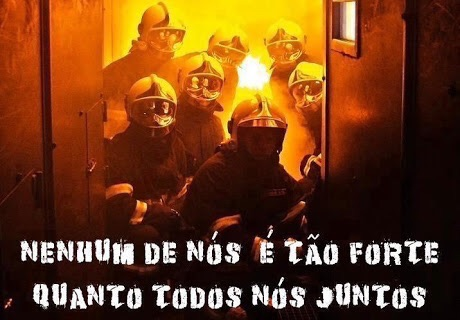 NENHUM DE NÓS É TÃO FORTE
QUANTO TODOS NÓS JUNTOS